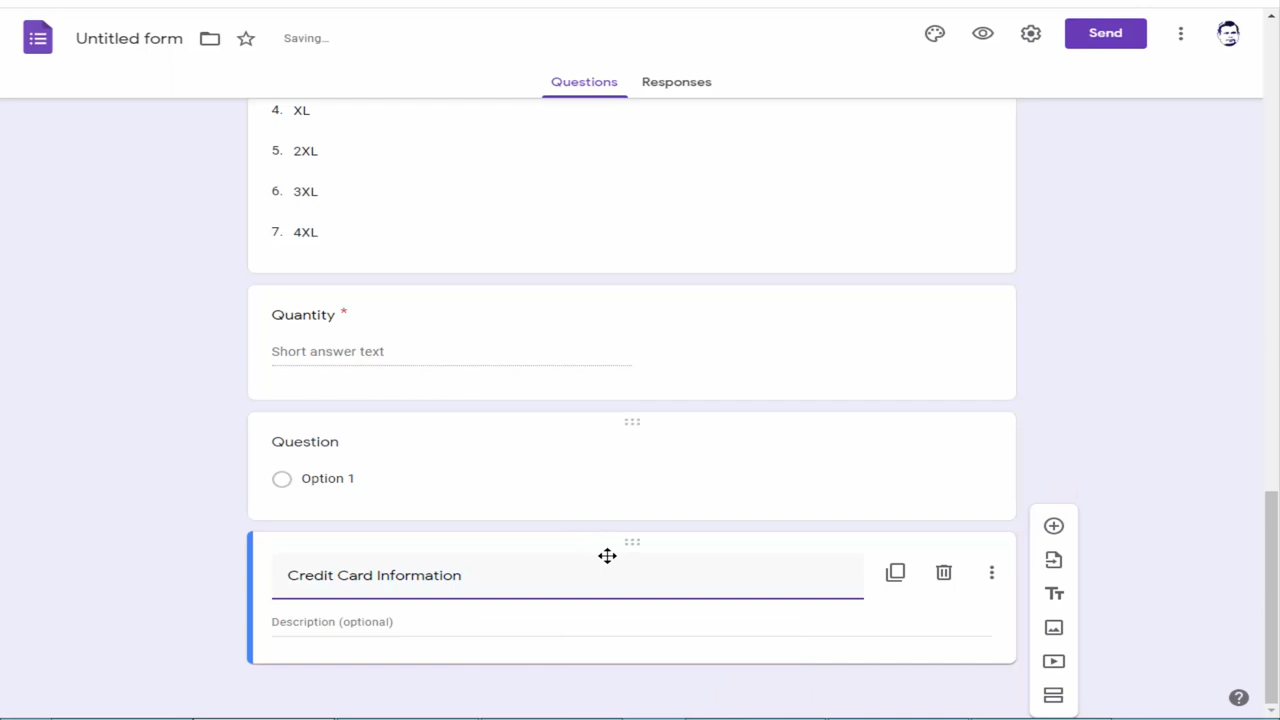 Untitled form
Saving...
Send
Questions
Responses
4. XL
5. 2XL
6. 3XL
7. 4XL
Quantity *
Short answer text
Question
Option 1
Credit Card Information
Description (optional)
Tт
?